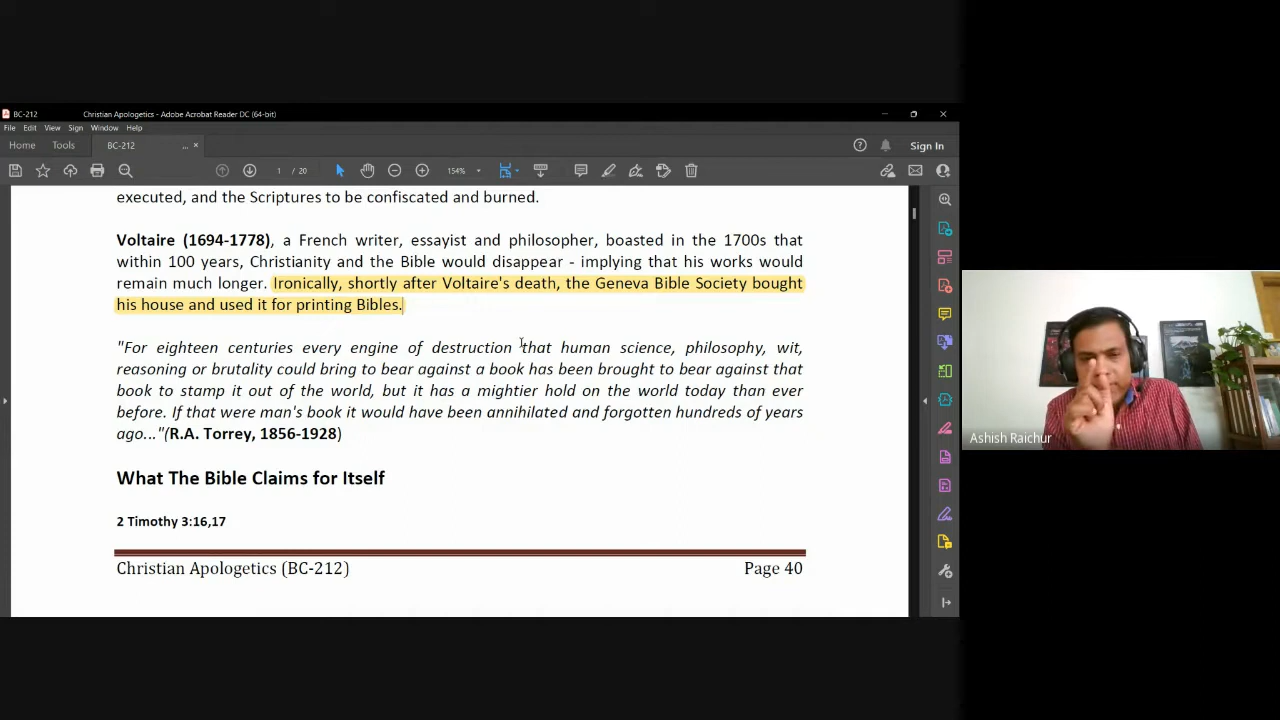 BC-212
Christian Apologetics - Adobe Acrobat Reader DC (64-bit)
File Edit View Sign Window Help
Home Tools BC-212 ... × Sign In
1 / 20 154%
executed, and the Scriptures to be confiscated and burned.
Voltaire (1694-1778), a French writer, essayist and philosopher, boasted in the 1700s that
within 100 years, Christianity and the Bible would disappear - implying that his works would
remain much longer. Ironically, shortly after Voltaire's death, the Geneva Bible Society bought
his house and used it for printing Bibles.
"For eighteen centuries every engine of destruction that human science, philosophy, wit,
reasoning or brutality could bring to bear against a book has been brought to bear against that
book to stamp it out of the world, but it has a mightier hold on the world today than ever
before. If that were man's book it would have been annihilated and forgotten hundreds of years
ago..."(R.A. Torrey, 1856-1928)
What The Bible Claims for Itself
2 Timothy 3:16,17
Christian Apologetics (BC-212) Page 40
Ashish Raichur